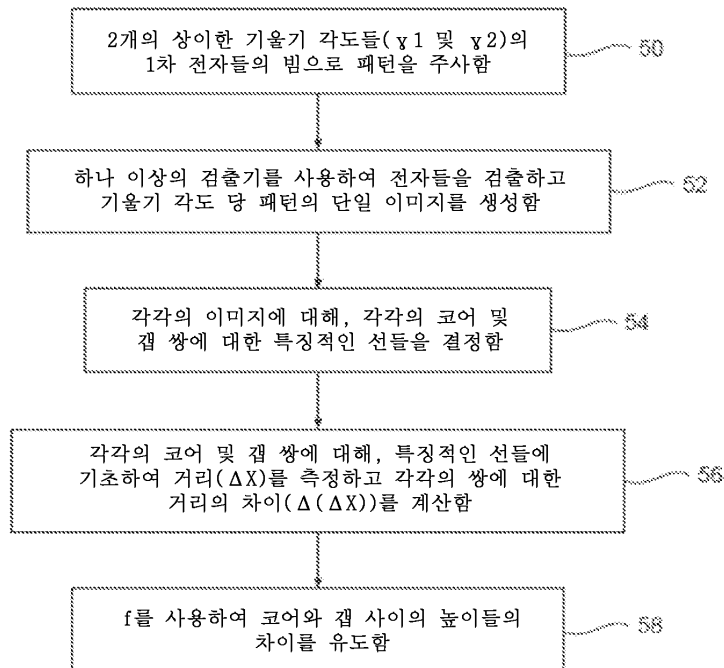 2개의 상이한 기울기 각도들(γ1 및 γ2)의
1차 전자들의 빔으로 패턴을 주사함
50
하나 이상의 검출기를 사용하여 전자들을 검출하고
기울기 각도 당 패턴의 단일 이미지를 생성함
52
각각의 이미지에 대해, 각각의 코어 및
갭 쌍에 대한 특징적인 선들을 결정함
54
각각의 코어 및 갭 쌍에 대해, 특징적인 선들에
기초하여 거리(ΔX)를 측정하고 각각의 쌍에 대한
거리의 차이(Δ(ΔX))를 계산함
56
f를 사용하여 코어와 갭 사이의 높이들의
차이를 유도함
58